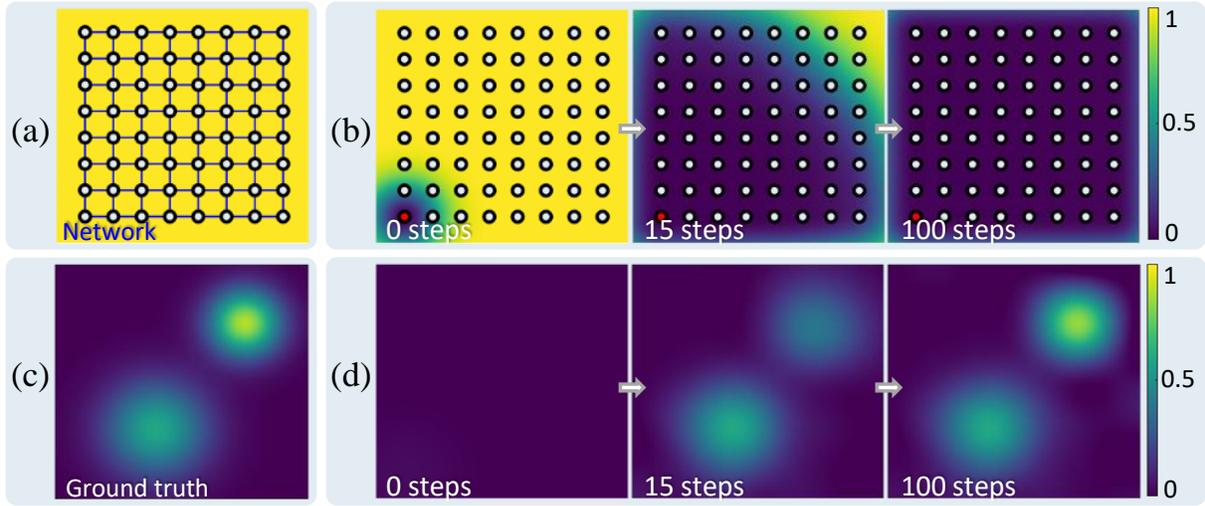 (a)
Network
(b)
0 steps
15 steps
100 steps
1
0.5
0
(c)
Ground truth
(d)
0 steps
15 steps
100 steps
1
0.5
0